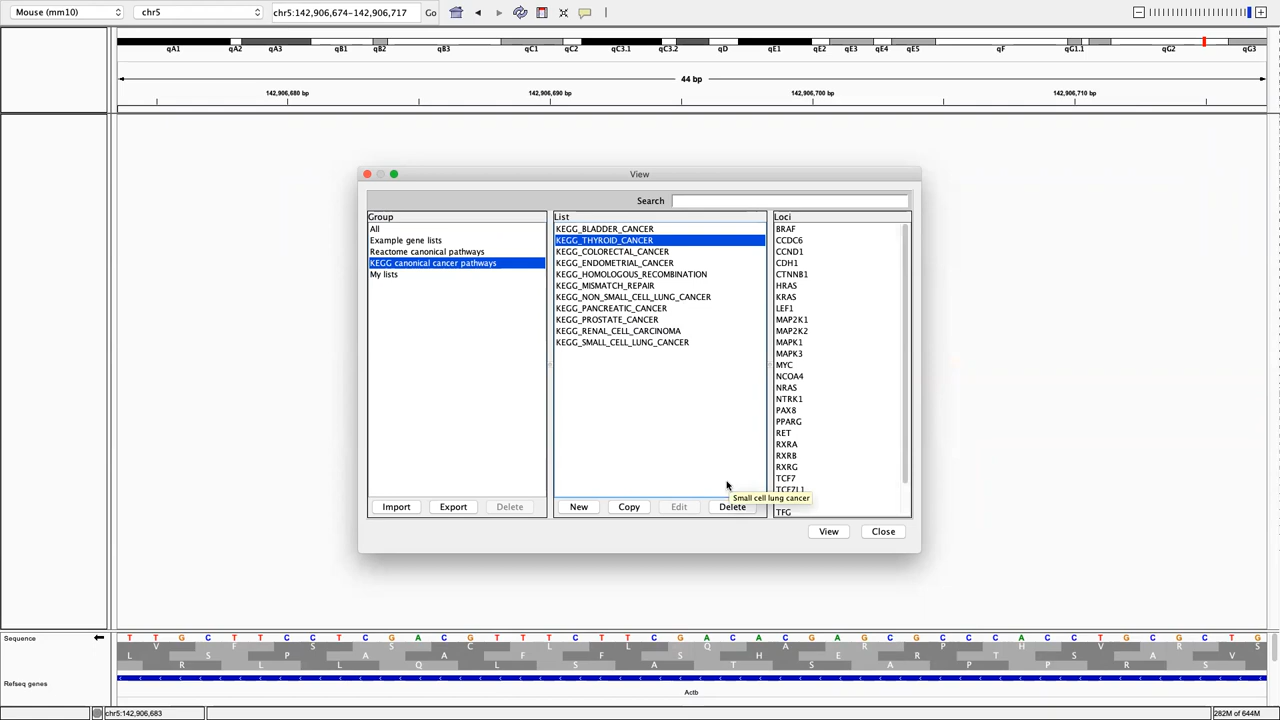 Mouse (mm10) chr5 chr5:142,906,674-142,906,717 Go
qA1 qA2 qA3 qB1 qB2 qB3 qC1 qC2 qC3.1 qC3.2 qD qE1 qE2 qE3 qE4 qE5 qF qG1.1 qG2 qG3
44 bp
142,906,680 bp 142,906,690 bp 142,906,700 bp 142,906,710 bp
View
Search
Group
All
Example gene lists
Reactome canonical pathways
KEGG canonical cancer pathways
My lists
Import Export Delete
List
KEGG_BLADDER_CANCER
KEGG_THYROID_CANCER
KEGG_COLORECTAL_CANCER
KEGG_ENDOMETRIAL_CANCER
KEGG_HOMOLOGOUS_RECOMBINATION
KEGG_MISMATCH_REPAIR
KEGG_NON_SMALL_CELL_LUNG_CANCER
KEGG_PANCREATIC_CANCER
KEGG_PROSTATE_CANCER
KEGG_RENAL_CELL_CARCINOMA
KEGG_SMALL_CELL_LUNG_CANCER
Small cell lung cancer
New Copy Edit Delete
Loci
BRAF
CCDC6
CCND1
CDH1
CTNNB1
HRAS
KRAS
LEF1
MAP2K1
MAP2K2
MAPK1
MAPK3
MYC
NCOA4
NRAS
NTRK1
PAX8
PPARG
RET
RXRA
RXRB
RXRG
TCF7
TCF7L1
TFG
View Close
Sequence T T G C T T C C T C G A C G T T T C T T C G A C A C G A G C G C C C A C C T G C G C T G
L V S F P S A S A C F L F L S Q H A E R R P T H S V A R V S
R L L Q L S A T S A P P R S
Refseq genes
Actb
chr5:142,906,683 282M of 644M